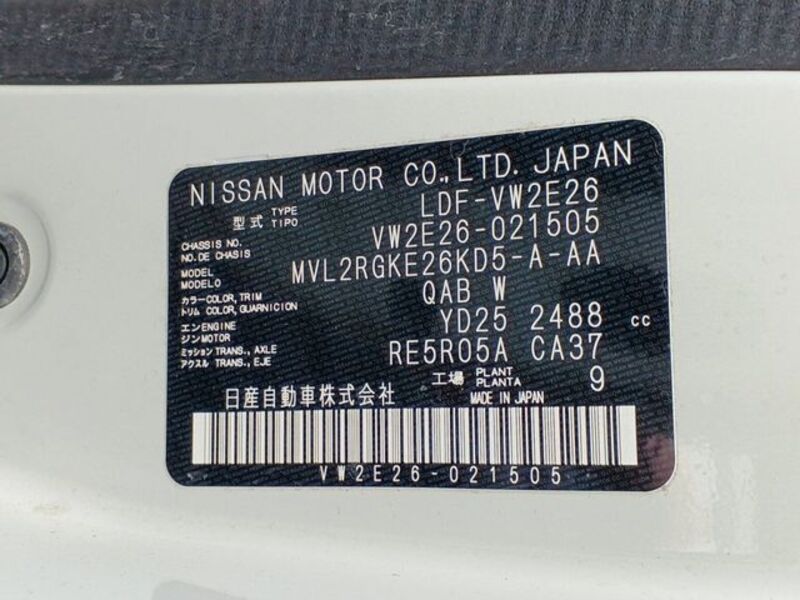 NISSAN MOTOR CO.,LTD. JAPAN
型式 TYPE TIPO LDF-VW2E26
CHASSIS NO. NO.DE CHASIS VW2E26-021505
MODEL MODELO MVL2RGKE26KD5-A-AA
カラー COLOR, TRIM トリム COLOR, GUARNICION QAB W
エンジン ENGINE MOTOR YD25 2488 cc
ミッション TRANS., AXLE アクスル TRANS., EJE RE5R05A CA37
工場 PLANT PLANTA 9
日産自動車株式会社 MADE IN JAPAN
VW2E26-021505